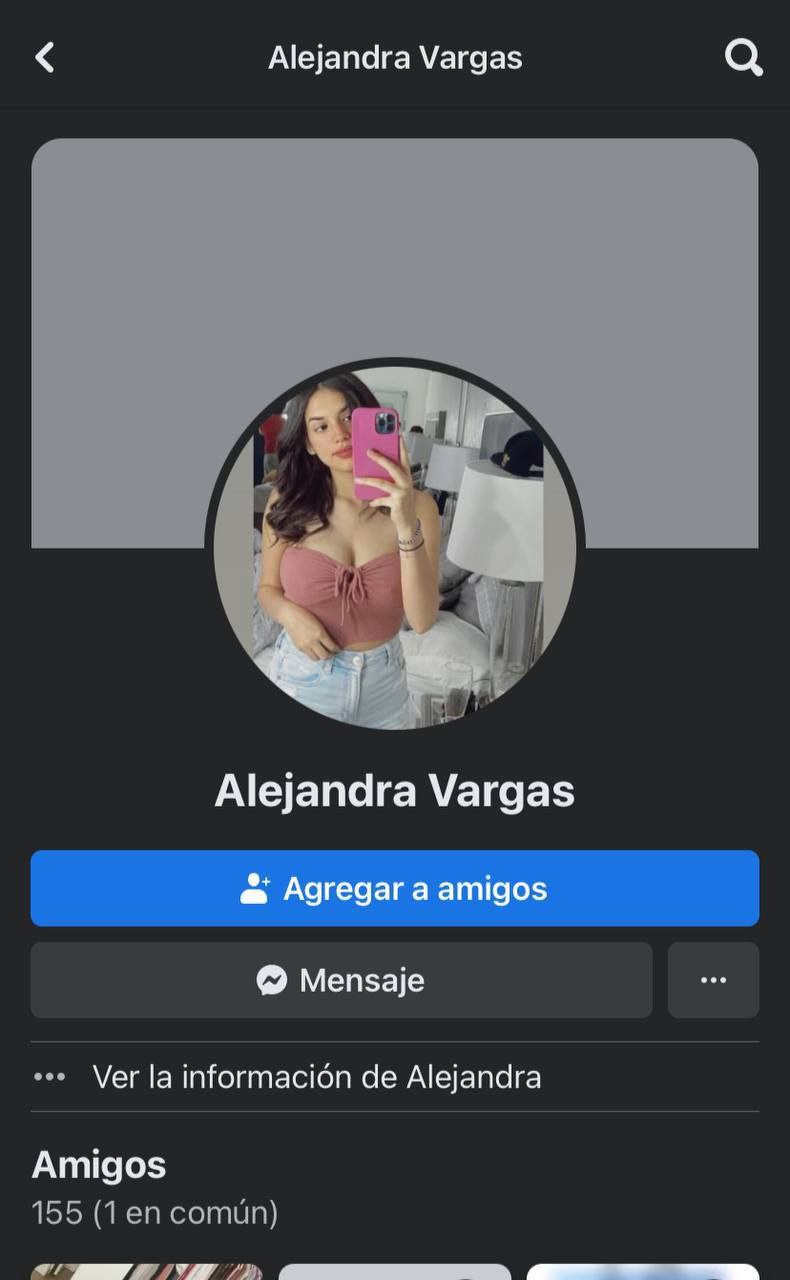 Alejandra Vargas
Alejandra Vargas
Agregar a amigos
Mensaje
Ver la información de Alejandra
Amigos
155 (1 en común)